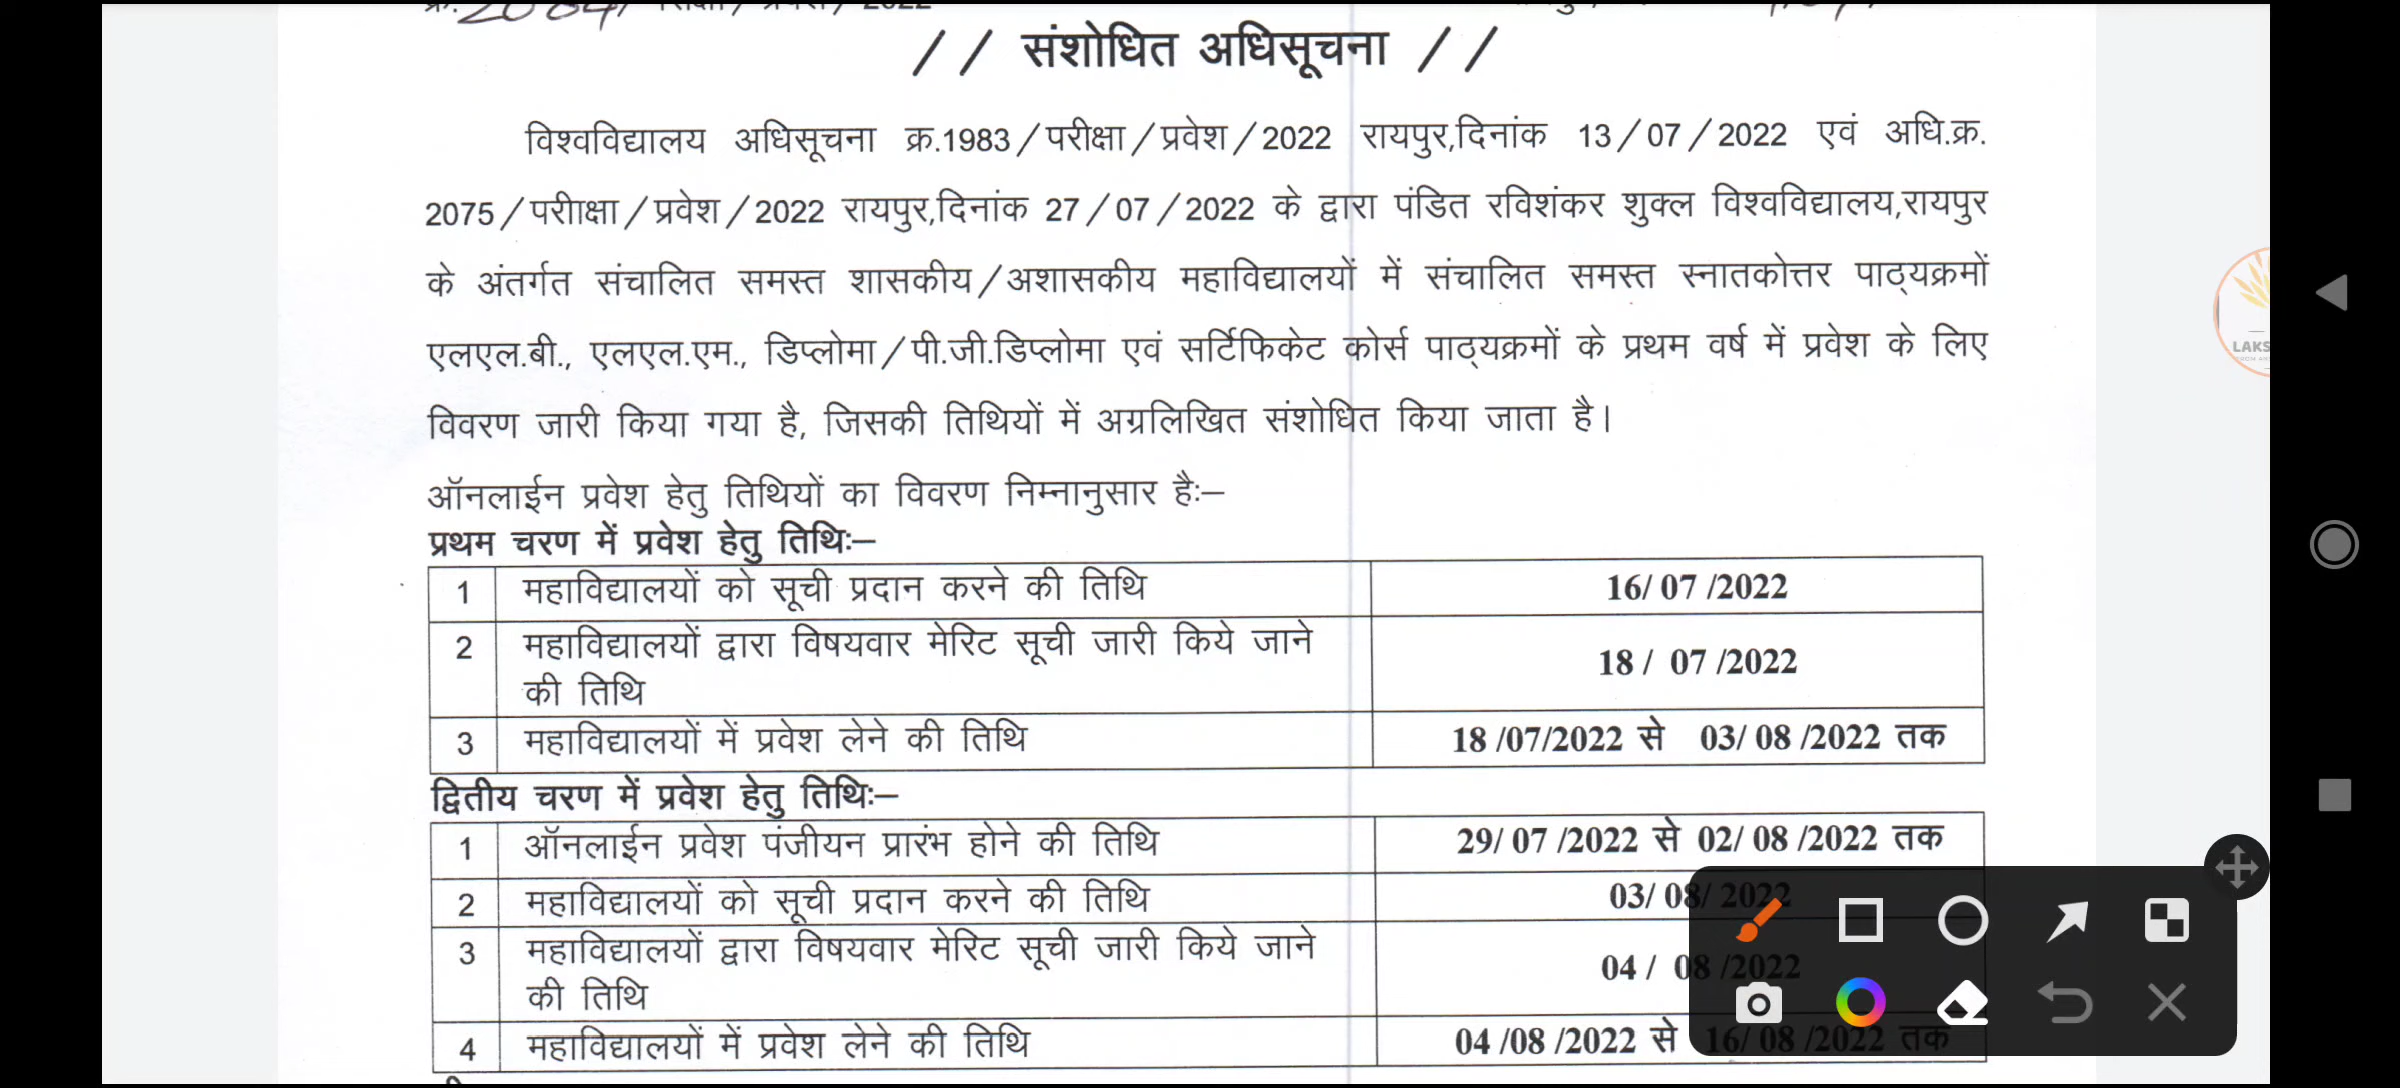 // संशोधित अधिसूचना //
विश्वविद्यालय अधिसूचना क्र.1983/परीक्षा/प्रवेश/2022 रायपुर,दिनांक 13/07/2022 एवं अधि.क्र.
2075/परीाक्षा/प्रवेश/2022 रायपुर,दिनांक 27/07/2022 के द्वारा पंडित रविशंकर शुक्ल विश्वविद्यालय,रायपुर
के अंतर्गत संचालित समस्त शासकीय/अशासकीय महाविद्यालयों में संचालित समस्त स्नातकोत्तर पाठ्यक्रमों
एलएल.बी., एलएल.एम., डिप्लोमा/पी.जी.डिप्लोमा एवं सर्टिफिकेट कोर्स पाठ्यक्रमों के प्रथम वर्ष में प्रवेश के लिए
विवरण जारी किया गया है, जिसकी तिथियों में अग्रलिखित संशोधित किया जाता है।
ऑनलाईन प्रवेश हेतु तिथियों का विवरण निम्नानुसार हैः–
प्रथम चरण में प्रवेश हेतु तिथिः–
1 महाविद्यालयों को सूची प्रदान करने की तिथि 16/ 07 /2022
2 महाविद्यालयों द्वारा विषयवार मेरिट सूची जारी किये जाने
की तिथि 18 / 07 /2022
3 महाविद्यालयों में प्रवेश लेने की तिथि 18 /07/2022 से 03/ 08 /2022 तक
द्वितीय चरण में प्रवेश हेतु तिथिः–
1 ऑनलाईन प्रवेश पंजीयन प्रारंभ होने की तिथि 29/ 07 /2022 से 02/ 08 /2022 तक
2 महाविद्यालयों को सूची प्रदान करने की तिथि 03/ 08/ 2022
3 महाविद्यालयों द्वारा विषयवार मेरिट सूची जारी किये जाने
की तिथि 04 / 08 /2022
4 महाविद्यालयों में प्रवेश लेने की तिथि 04 /08 /2022 से 16/ 08 /2022 तक
LAKS